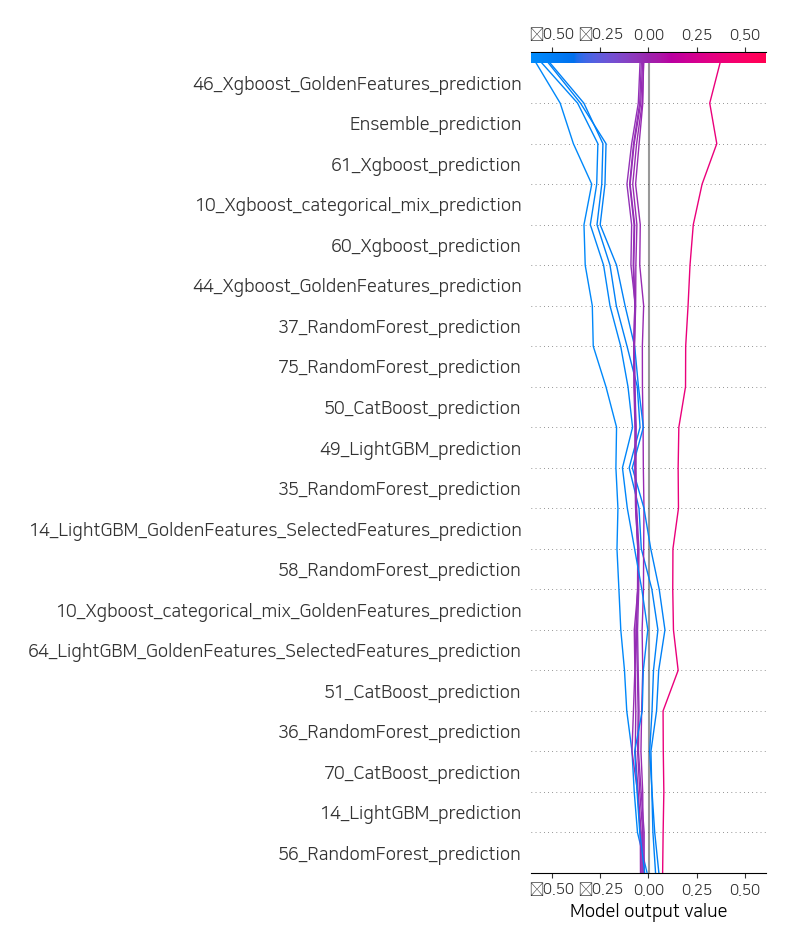 0.50 0.25 0.00 0.25 0.50
46_Xgboost_GoldenFeatures_prediction
Ensemble_prediction
61_Xgboost_prediction
10_Xgboost_categorical_mix_prediction
60_Xgboost_prediction
44_Xgboost_GoldenFeatures_prediction
37_RandomForest_prediction
75_RandomForest_prediction
50_CatBoost_prediction
49_LightGBM_prediction
35_RandomForest_prediction
14_LightGBM_GoldenFeatures_SelectedFeatures_prediction
58_RandomForest_prediction
10_Xgboost_categorical_mix_GoldenFeatures_prediction
64_LightGBM_GoldenFeatures_SelectedFeatures_prediction
51_CatBoost_prediction
36_RandomForest_prediction
70_CatBoost_prediction
14_LightGBM_prediction
56_RandomForest_prediction
0.50 0.25 0.00 0.25 0.50
Model output value